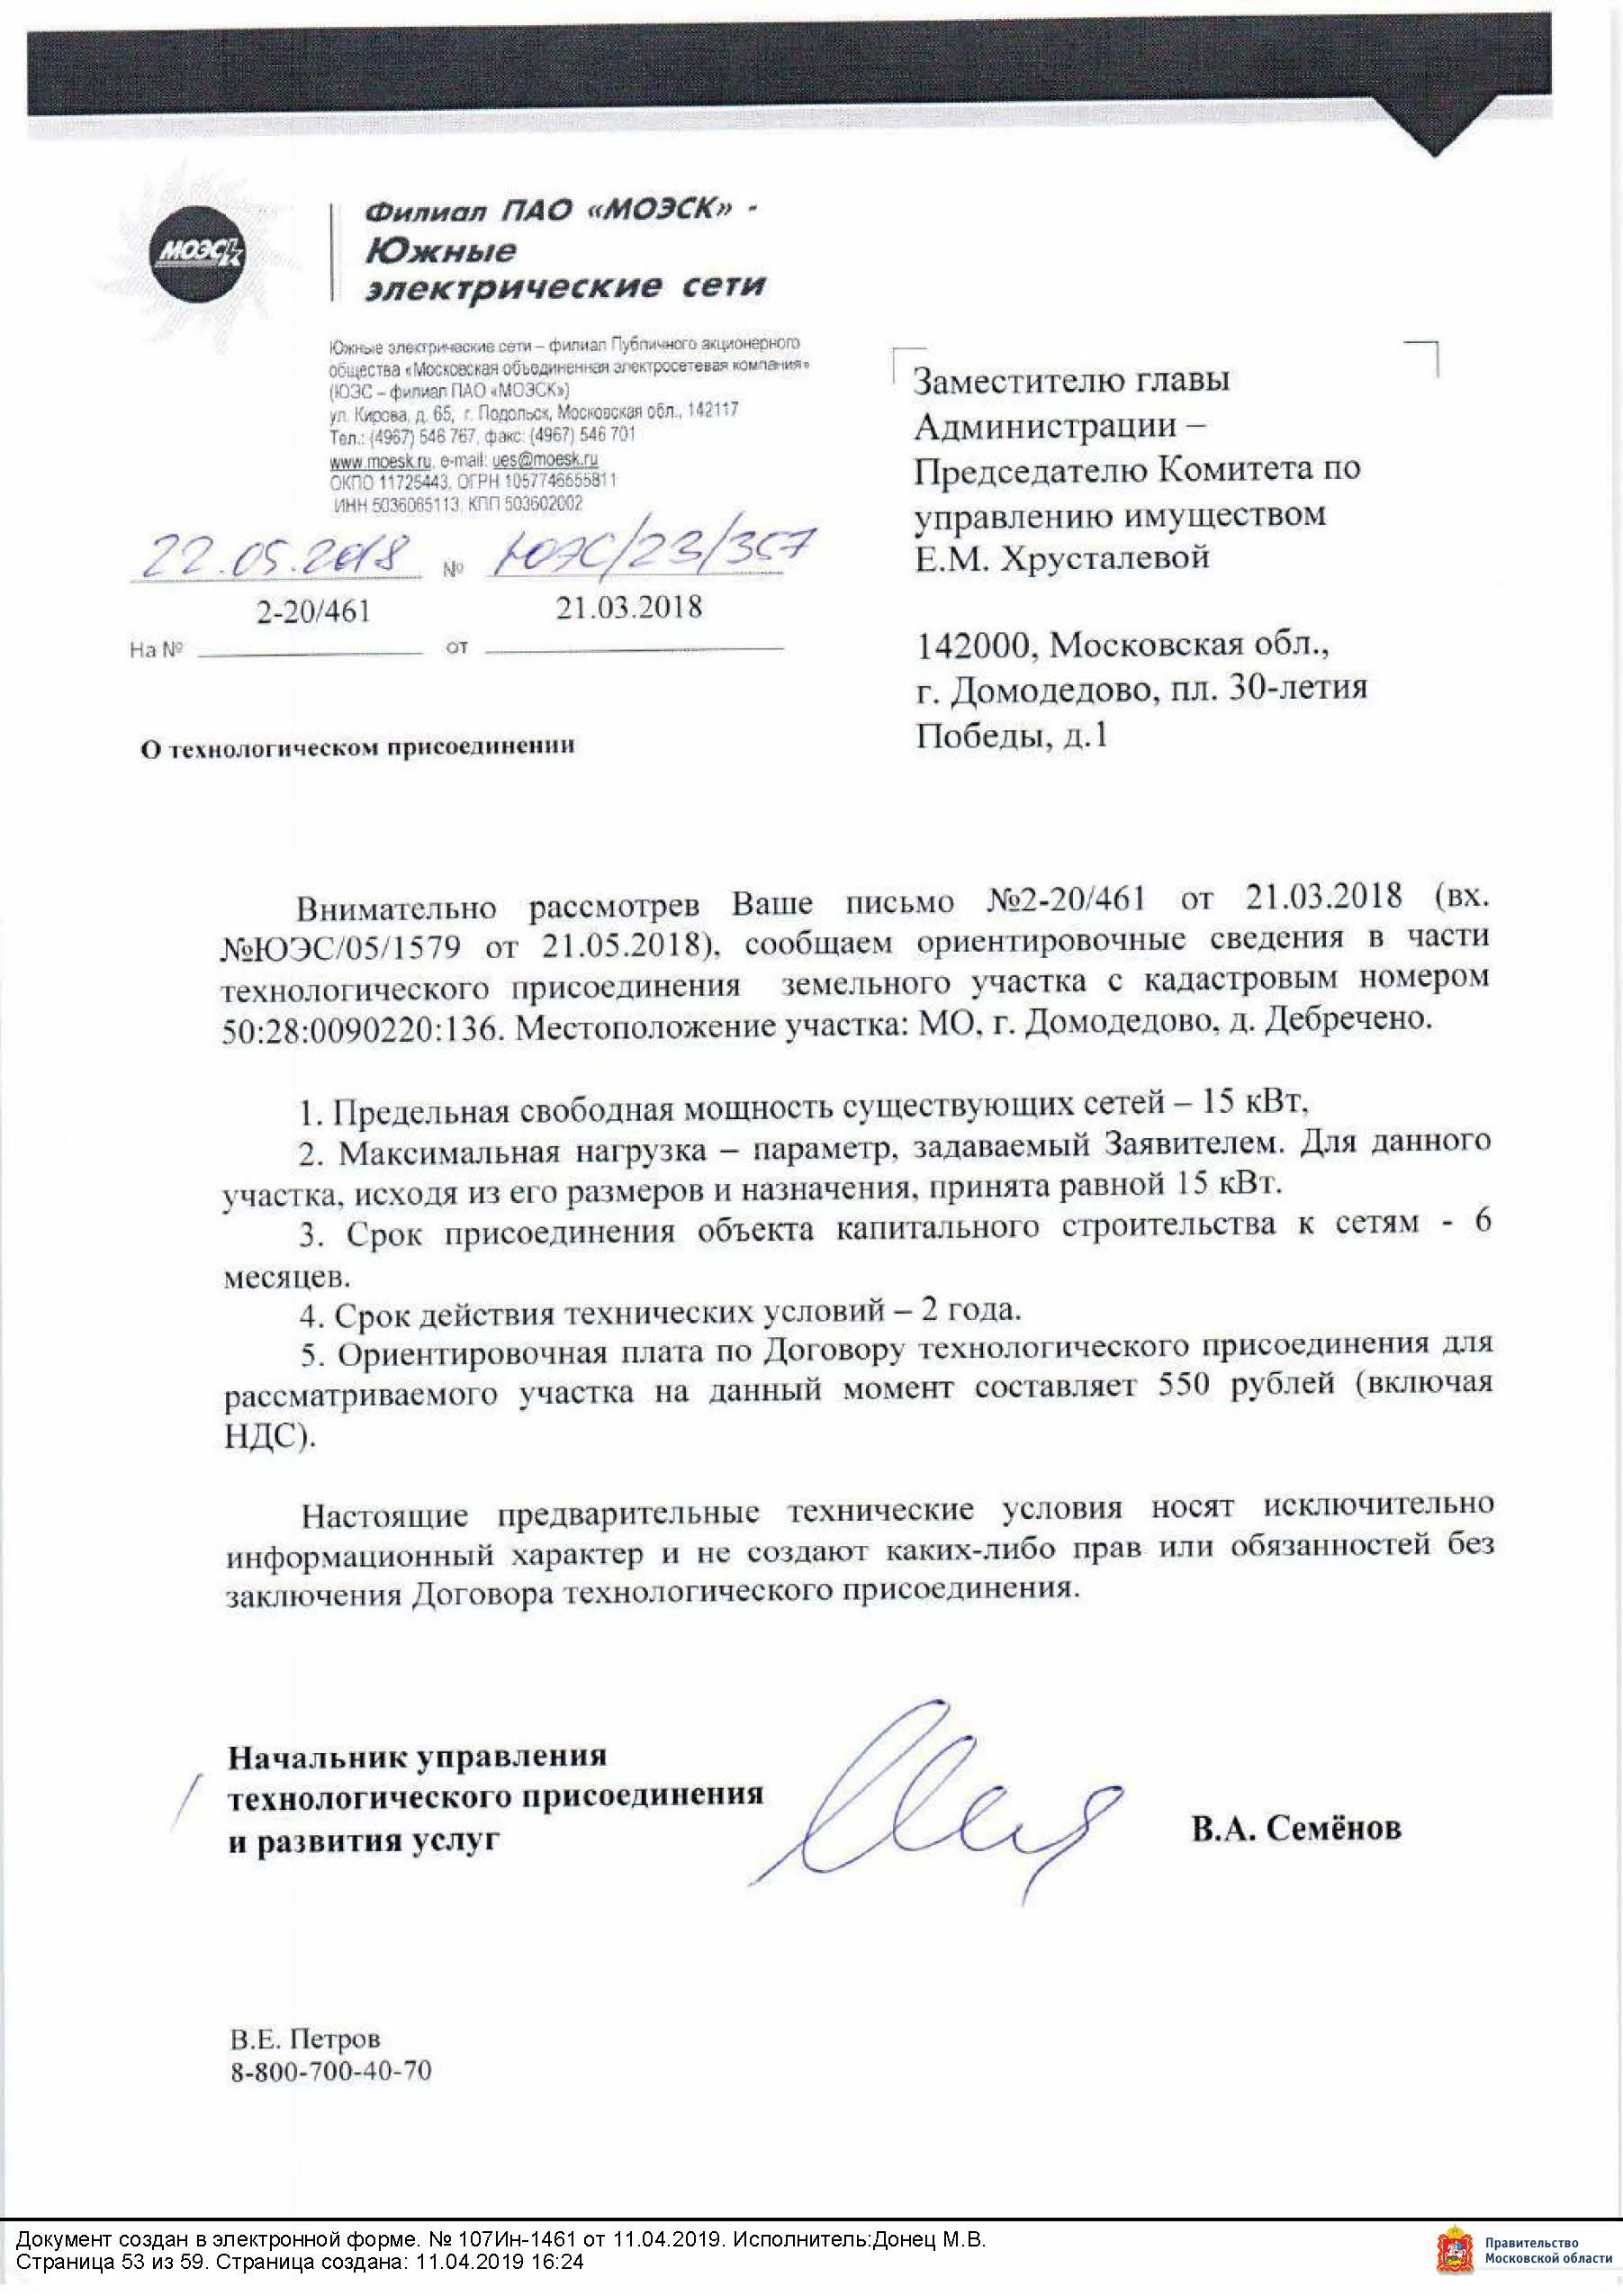 МОЭСК
Филиал ПАО «МОЭСК» -
Южные
электрические сети
Южные электрические сети – филиал Публичного акционерного
общества «Московская объединенная электросетевая компания»
(ЮЭС – филиал ПАО «МОЭСК»)
ул. Кирова, д. 65, г. Подольск, Московская обл., 142117
Тел.: (4967) 546 767, факс: (4967) 546 701
www.moesk.ru, e-mail: ues@moesk.ru
ОКПО 11725443, ОГРН 1057746555811
ИНН 5036065113, КПП 503602002
22.05.2018 № ЮЭС/23/357
2-20/461 21.03.2018
На № от
О технологическом присоединении
Заместителю главы
Администрации –
Председателю Комитета по
управлению имуществом
Е.М. Хрусталевой
142000, Московская обл.,
г. Домодедово, пл. 30-летия
Победы, д.1
Внимательно рассмотрев Ваше письмо №2-20/461 от 21.03.2018 (вх.
№ЮЭС/05/1579 от 21.05.2018), сообщаем ориентировочные сведения в части
технологического присоединения земельного участка с кадастровым номером
50:28:0090220:136. Местоположение участка: МО, г. Домодедово, д. Дебречено.
1. Предельная свободная мощность существующих сетей – 15 кВт,
2. Максимальная нагрузка – параметр, задаваемый Заявителем. Для данного
участка, исходя из его размеров и назначения, принята равной 15 кВт.
3. Срок присоединения объекта капитального строительства к сетям - 6
месяцев.
4. Срок действия технических условий – 2 года.
5. Ориентировочная плата по Договору технологического присоединения для
рассматриваемого участка на данный момент составляет 550 рублей (включая
НДС).
Настоящие предварительные технические условия носят исключительно
информационный характер и не создают каких-либо прав или обязанностей без
заключения Договора технологического присоединения.
Начальник управления
технологического присоединения
и развития услуг
В.А. Семёнов
В.Е. Петров
8-800-700-40-70
Документ создан в электронной форме. № 107Ин-1461 от 11.04.2019. Исполнитель:Донец М.В.
Страница 53 из 59. Страница создана: 11.04.2019 16:24
Правительство
Московской области